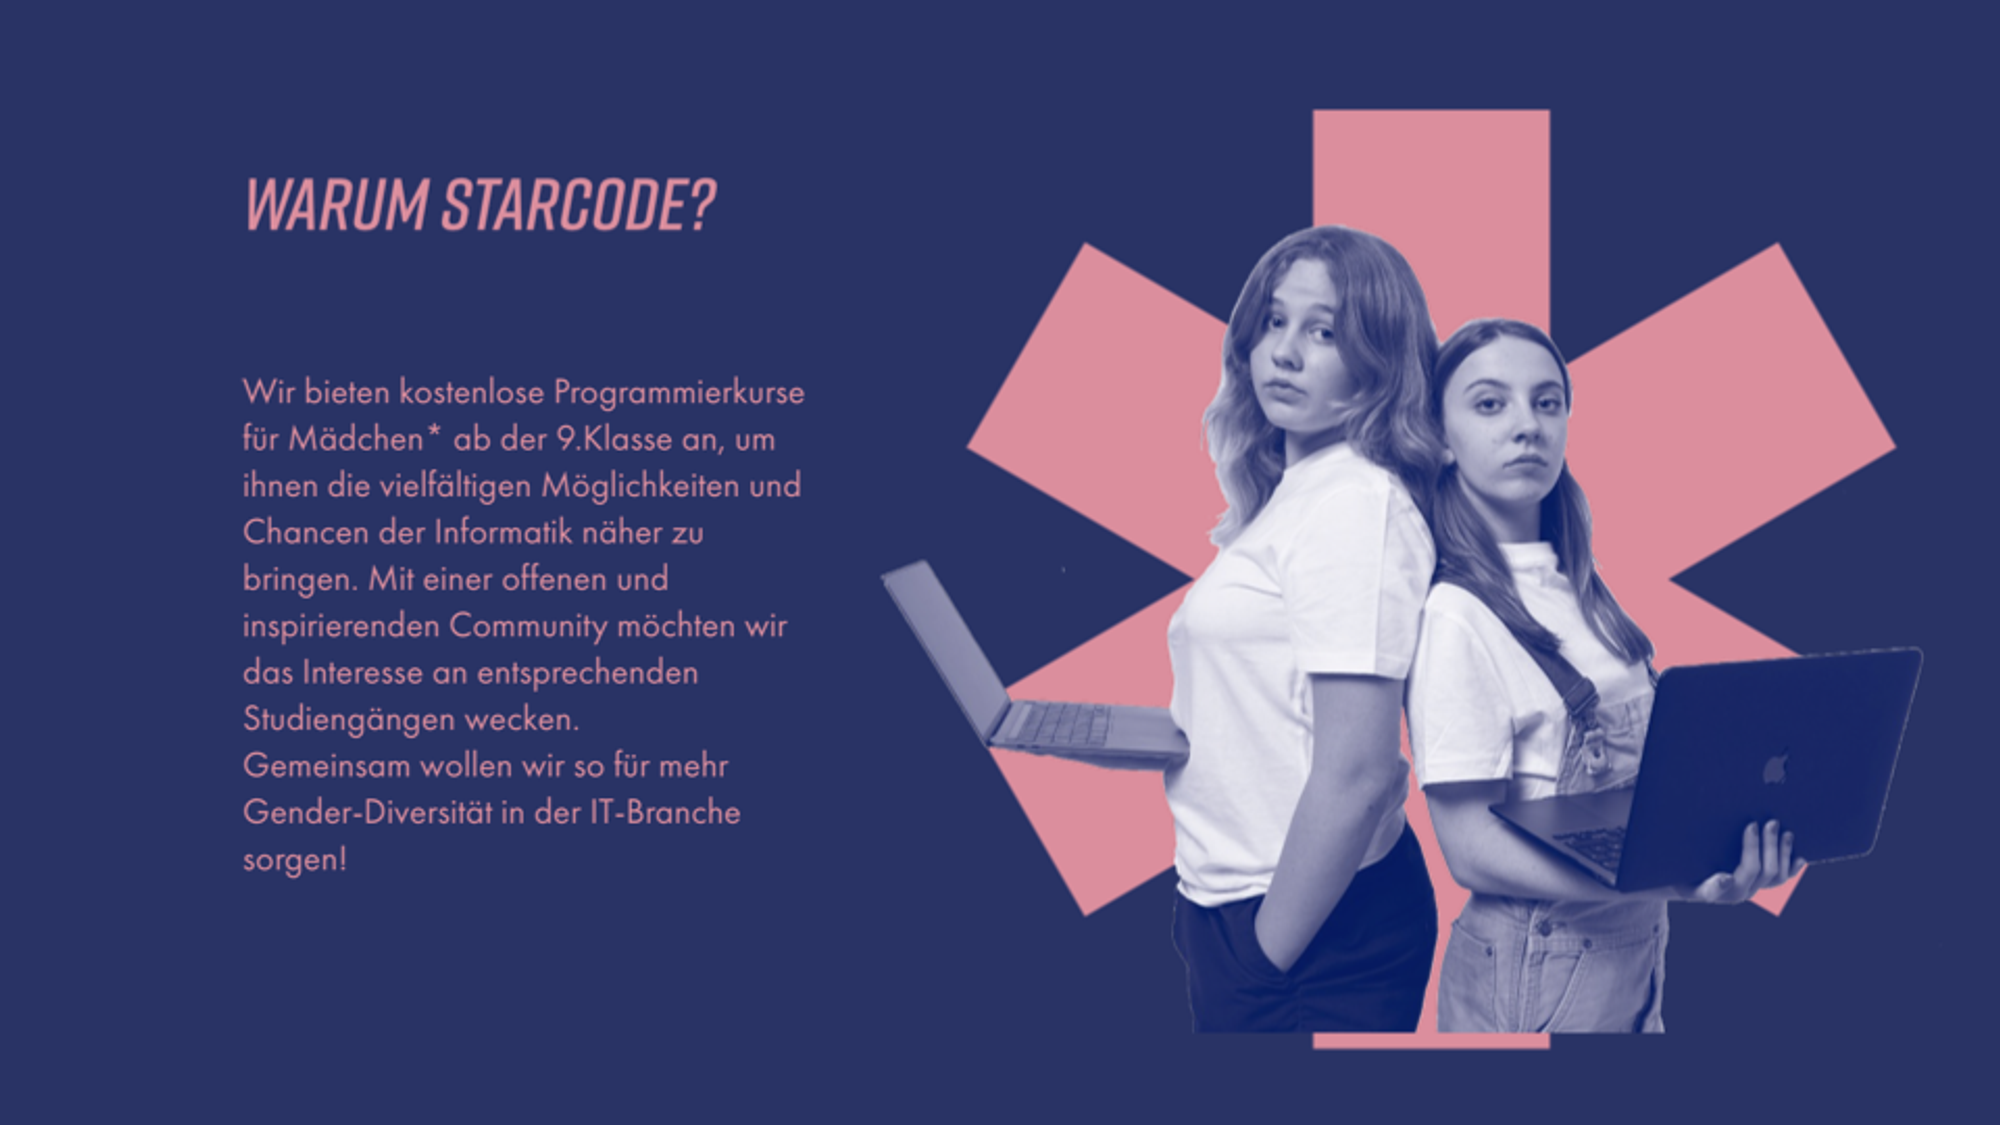 WARUM STARCODE?
Wir bieten kostenlose Programmierkurse
für Mädchen* ab der 9.Klasse an, um
ihnen die vielfältigen Möglichkeiten und
Chancen der Informatik näher zu
bringen. Mit einer offenen und
inspirierenden Community möchten wir
das Interesse an entsprechenden
Studiengängen wecken.
Gemeinsam wollen wir so für mehr
Gender-Diversität in der IT-Branche
sorgen!